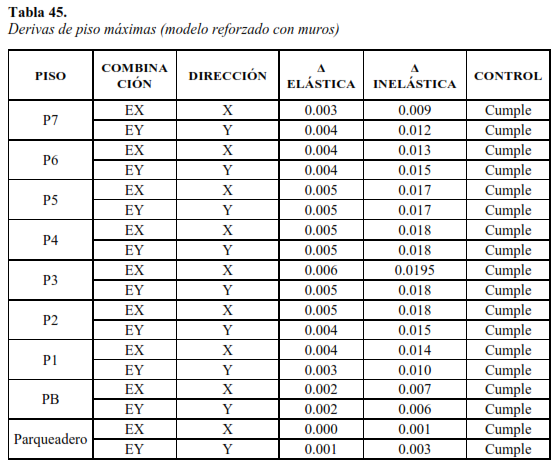 Tabla 45.
Derivas de piso máximas (modelo reforzado con muros)
PISO COMBINA CIÓN DIRECCIÓN Δ ELÁSTICA Δ INELÁSTICA CONTROL
P7 EX X 0.003 0.009 Cumple
EY Y 0.004 0.012 Cumple
P6 EX X 0.004 0.013 Cumple
EY Y 0.004 0.015 Cumple
P5 EX X 0.005 0.017 Cumple
EY Y 0.005 0.017 Cumple
P4 EX X 0.005 0.018 Cumple
EY Y 0.005 0.018 Cumple
P3 EX X 0.006 0.0195 Cumple
EY Y 0.005 0.018 Cumple
P2 EX X 0.005 0.018 Cumple
EY Y 0.004 0.015 Cumple
P1 EX X 0.004 0.014 Cumple
EY Y 0.003 0.010 Cumple
PB EX X 0.002 0.007 Cumple
EY Y 0.002 0.006 Cumple
Parqueadero EX X 0.000 0.001 Cumple
EY Y 0.001 0.003 Cumple